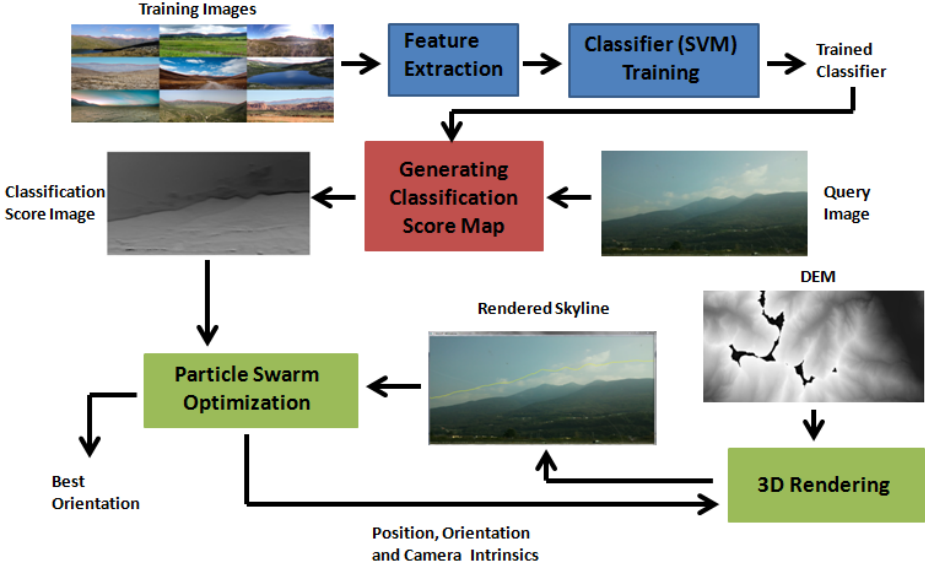 Training Images
Feature
Extraction
Classifier (SVM)
Training
Trained
Classifier
Classification
Score Image
Generating
Classification
Score Map
Query
Image
DEM
Rendered Skyline
Particle Swarm
Optimization
Best
Orientation
3D Rendering
Position, Orientation
and Camera Intrinsics